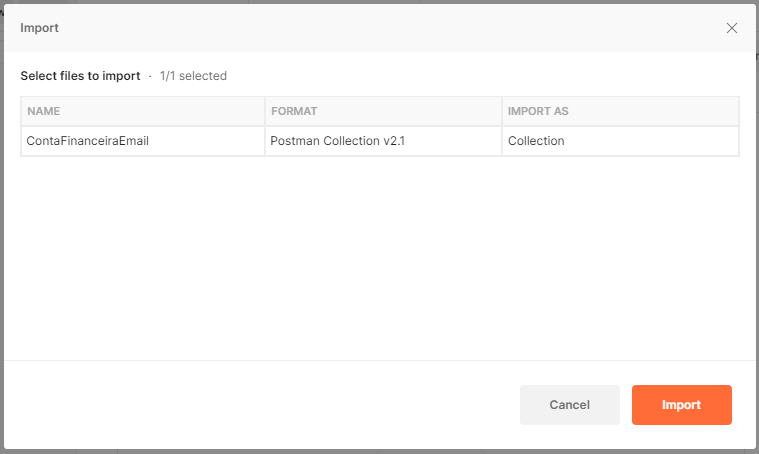 Import
Select files to import · 1/1 selected
NAME FORMAT IMPORT AS
ContaFinanceiraEmail Postman Collection v2.1 Collection
Cancel Import